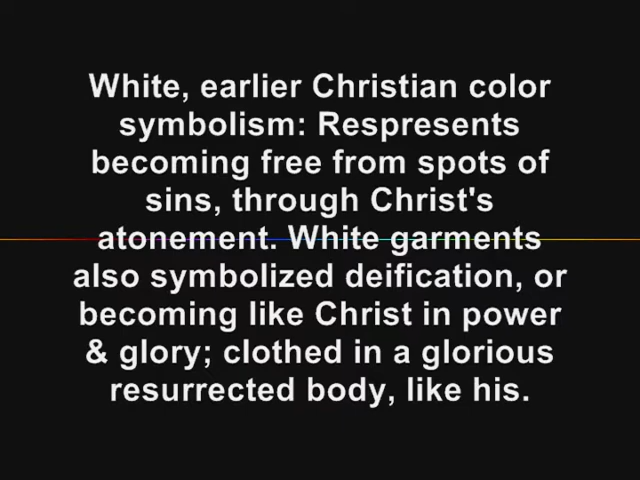 White, earlier Christian color
symbolism: Respresents
becoming free from spots of
sins, through Christ's
atonement. White garments
also symbolized deification, or
becoming like Christ in power
& glory; clothed in a glorious
resurrected body, like his.